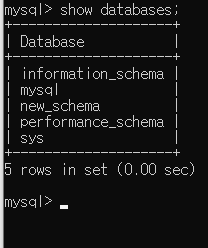 mysql> show databases;
+--------------------+
| Database           |
+--------------------+
| information_schema |
| mysql              |
| new_schema         |
| performance_schema |
| sys                |
+--------------------+
5 rows in set (0.00 sec)
mysql> _